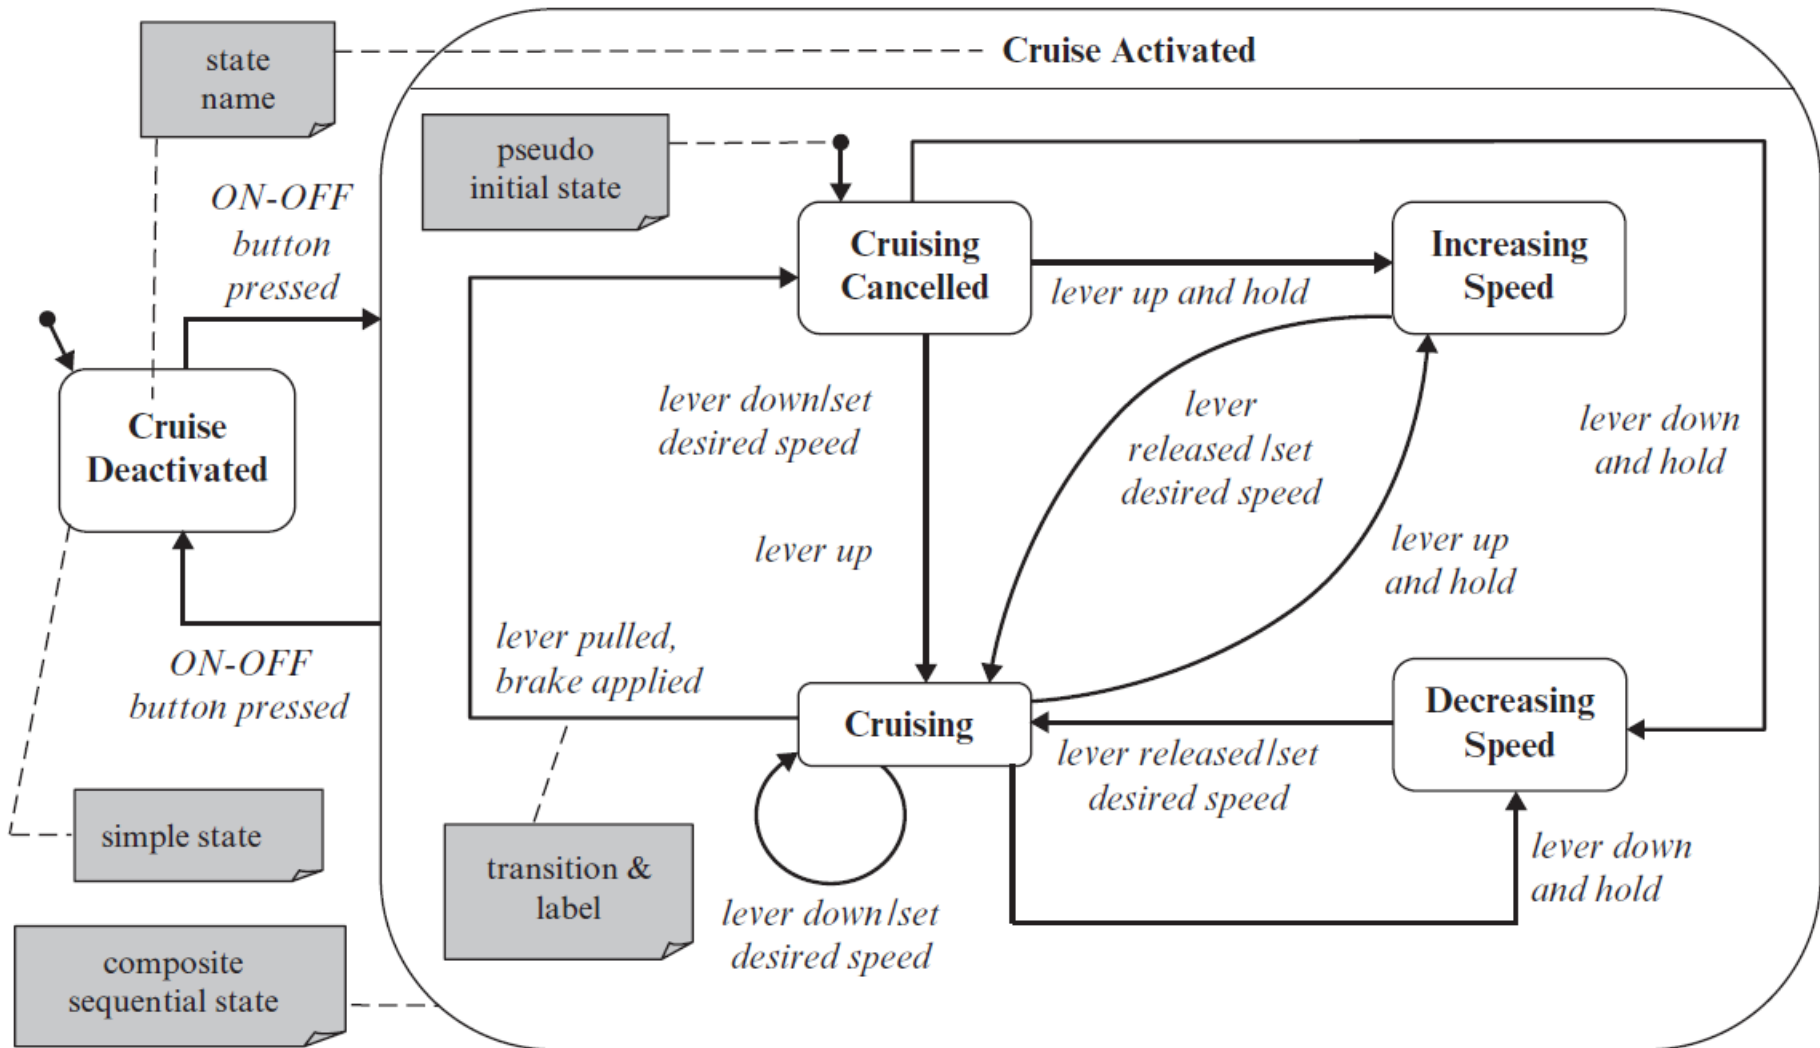 state
name
Cruise Activated
pseudo
initial state
ON-OFF
button
pressed
Cruising
Cancelled
lever up and hold
Increasing
Speed
Cruise
Deactivated
lever down/set
desired speed
lever
released /set
desired speed
lever down
and hold
lever up
lever up
and hold
ON-OFF
button pressed
lever pulled,
brake applied
Cruising
lever released/set
desired speed
Decreasing
Speed
simple state
transition &
label
lever down/set
desired speed
lever down
and hold
composite
sequential state